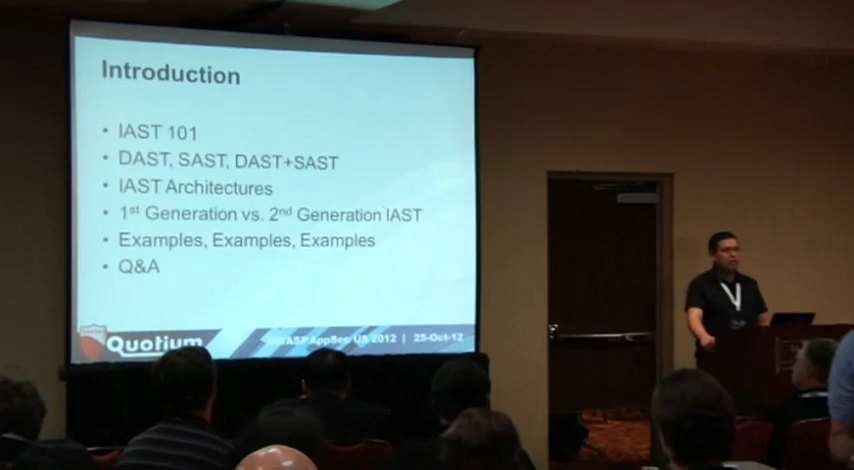 Introduction
• IAST 101
• DAST, SAST, DAST+SAST
• IAST Architectures
• 1st Generation vs. 2nd Generation IAST
• Examples, Examples, Examples
• Q&A
Quotium
OWASP AppSec US 2012 | 25-Oct-12